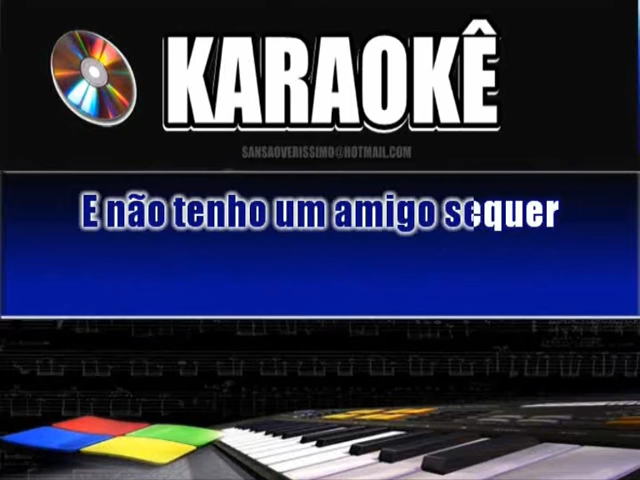 KARAOKÊ
SANSAOVERISSIMO@HOTMAIL.COM
E não tenho um amigo sequer